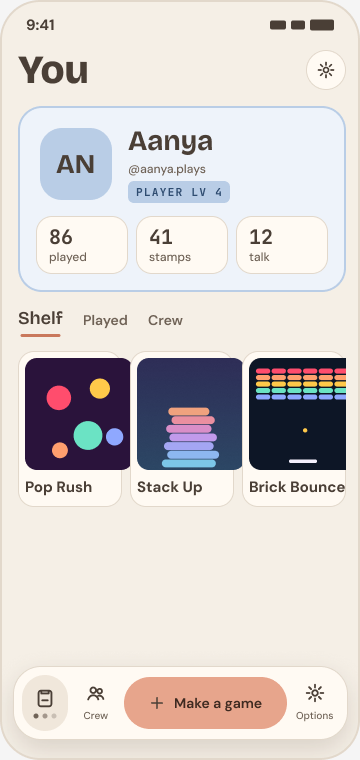 9:41
You
AN
Aanya
@aanya.plays
PLAYER LV 4
86
played
41
stamps
12
talk
Shelf
Played
Crew
Pop Rush
Stack Up
Brick Bounce
Crew
+ Make a game
Options